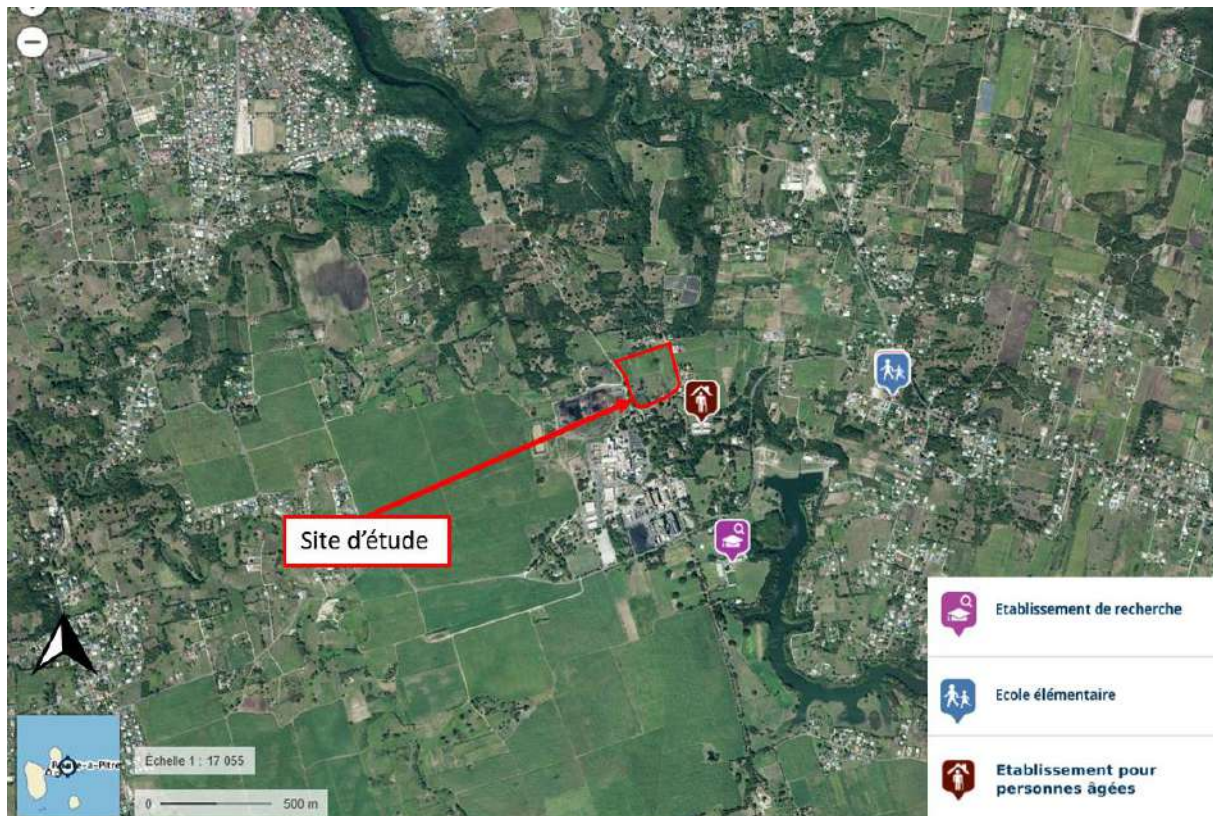 Site d'étude
Etablissement de recherche
Ecole élémentaire
Etablissement pour
personnes âgées
Echelle 1 : 17 055
0 500 m